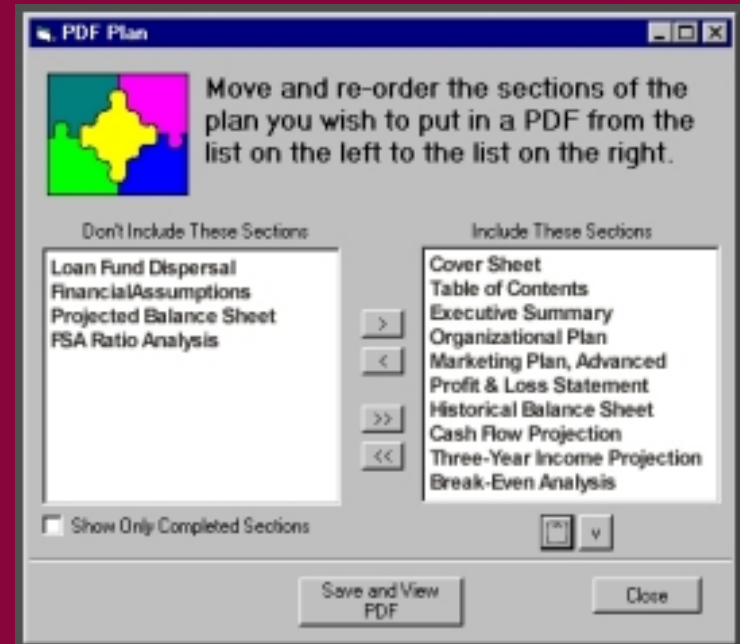 PDF Plan
Move and re-order the sections of the
plan you wish to put in a PDF from the
list on the left to the list on the right.
Don't Include These Sections
Loan Fund Dispersal
FinancialAssumptions
Projected Balance Sheet
FSA Ratio Analysis
>
<
>>
<<
Include These Sections
Cover Sheet
Table of Contents
Executive Summary
Organizational Plan
Marketing Plan, Advanced
Profit & Loss Statement
Historical Balance Sheet
Cash Flow Projection
Three-Year Income Projection
Break-Even Analysis
Show Only Completed Sections
^
v
Save and View
PDF
Close